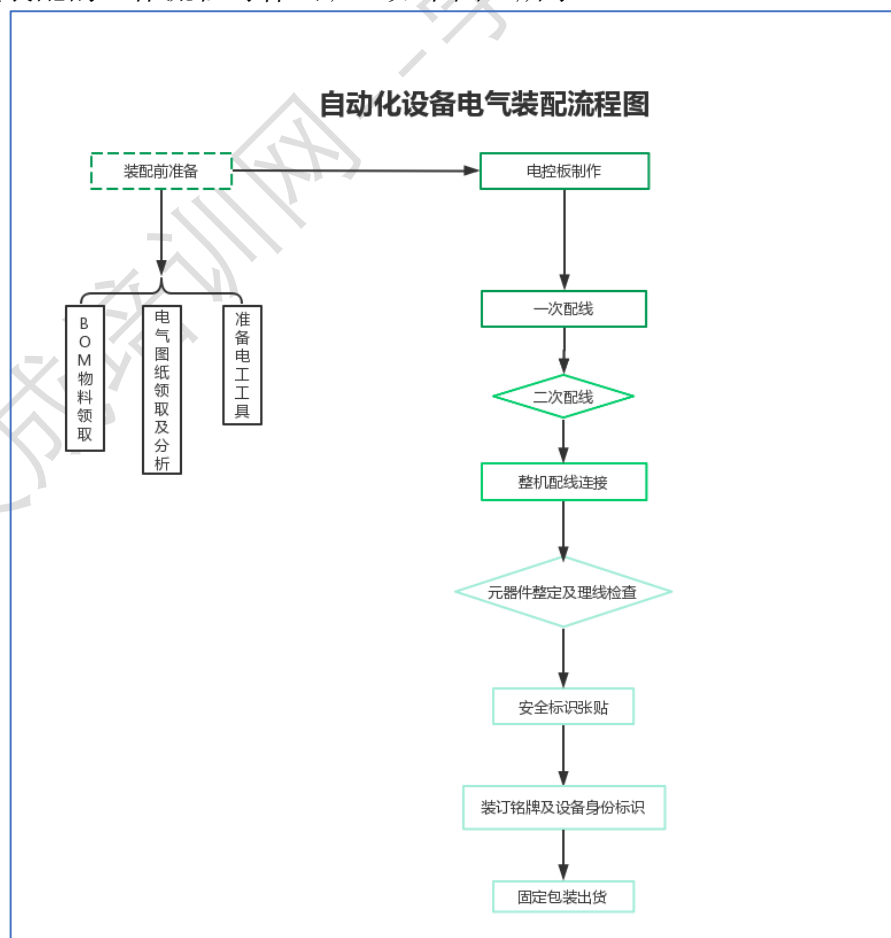 自动化设备电气装配流程图
装配前准备
电控板制作
BOM物料领取
电气图纸领取及分析
准备电工工具
一次配线
二次配线
整机配线连接
元器件整定及理线检查
安全标识张贴
装订铭牌及设备身份标识
固定包装出货
成培训网